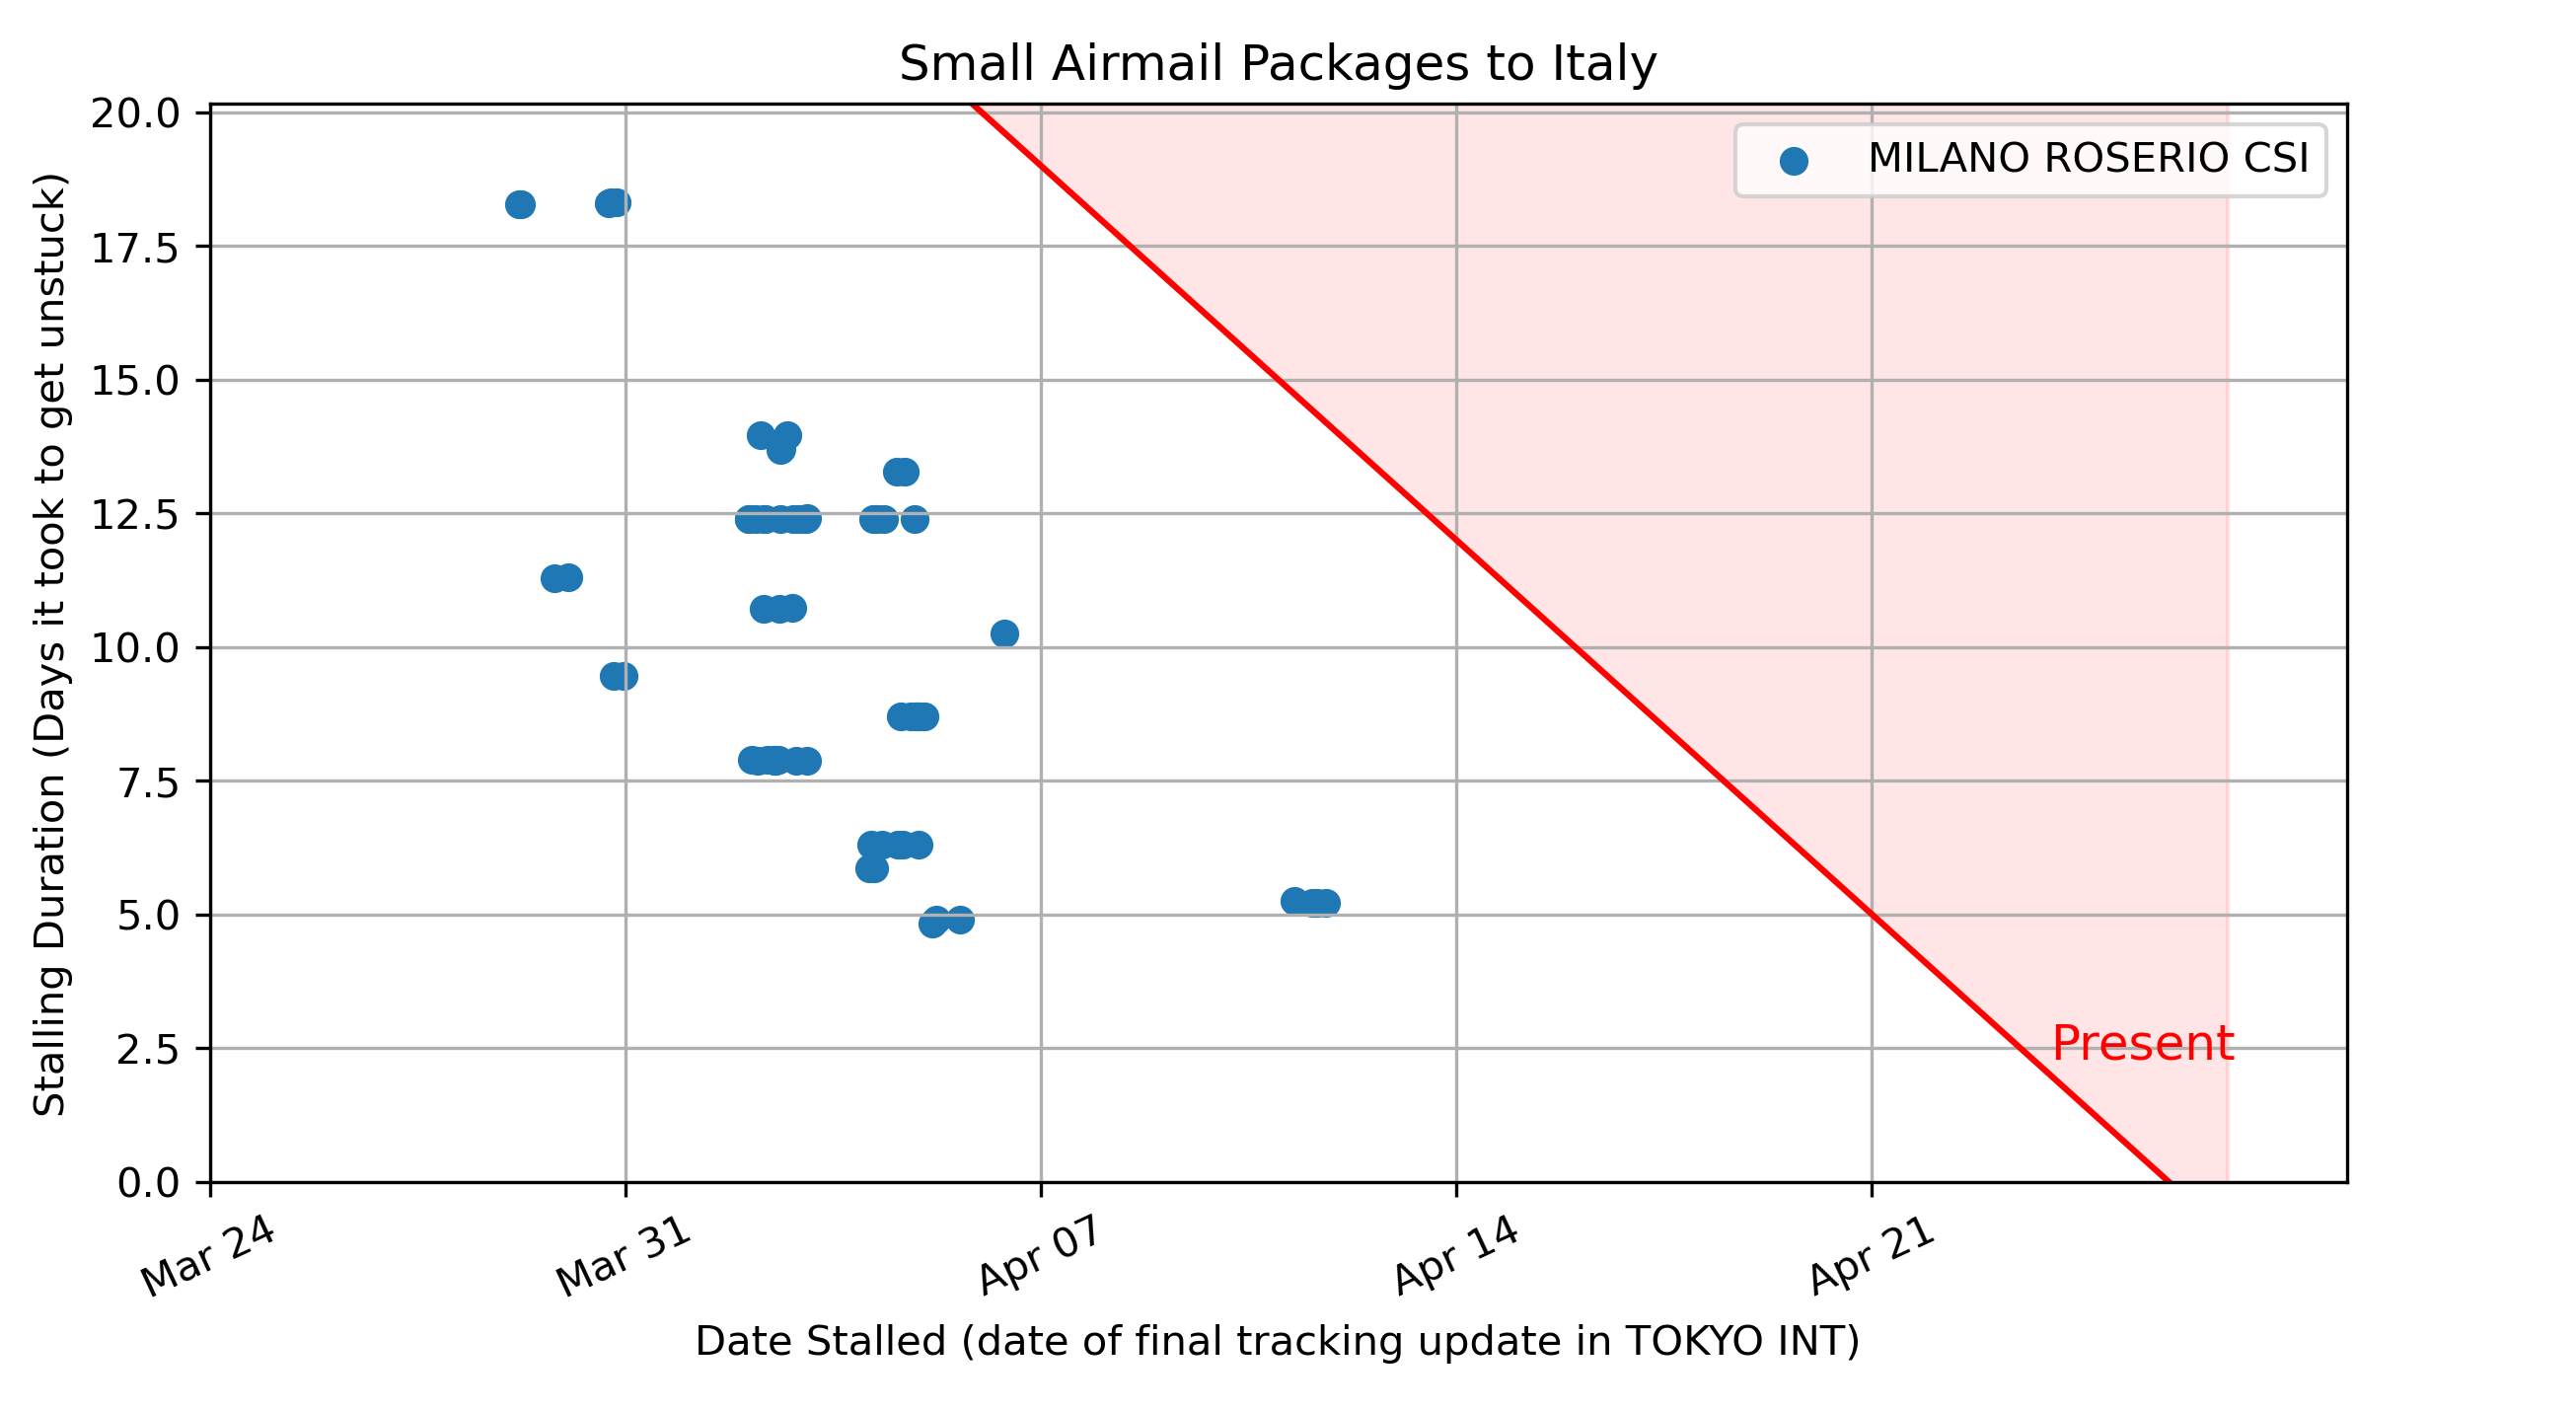 Small Airmail Packages to Italy
Stalling Duration (Days it took to get unstuck)
20.0
17.5
15.0
12.5
10.0
7.5
5.0
2.5
0.0
MILANO ROSERIO CSI
Present
Mar 24
Mar 31
Apr 07
Apr 14
Apr 21
Date Stalled (date of final tracking update in TOKYO INT)